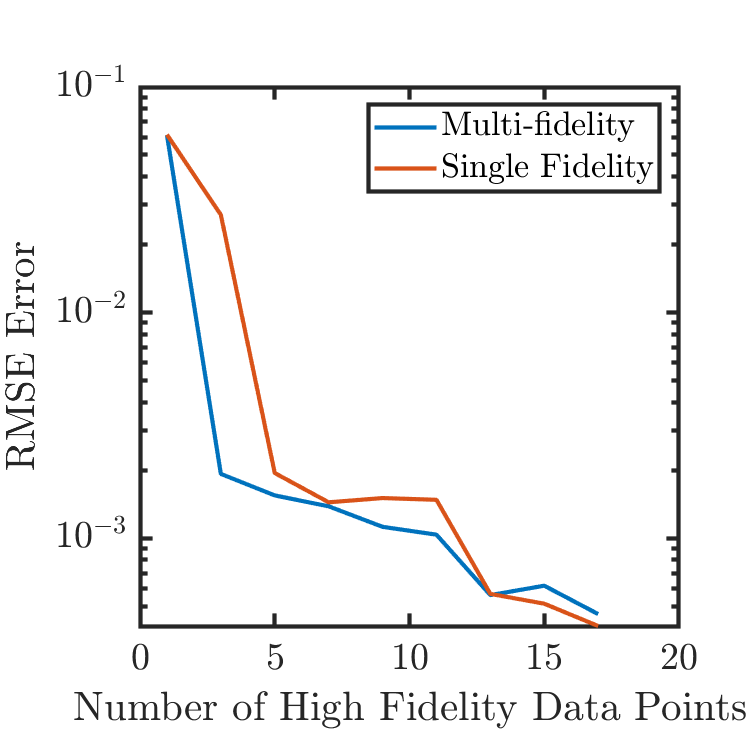 10⁻¹
Multi-fidelity
Single Fidelity
10⁻²
RMSE Error
10⁻³
0 5 10 15 20
Number of High Fidelity Data Points